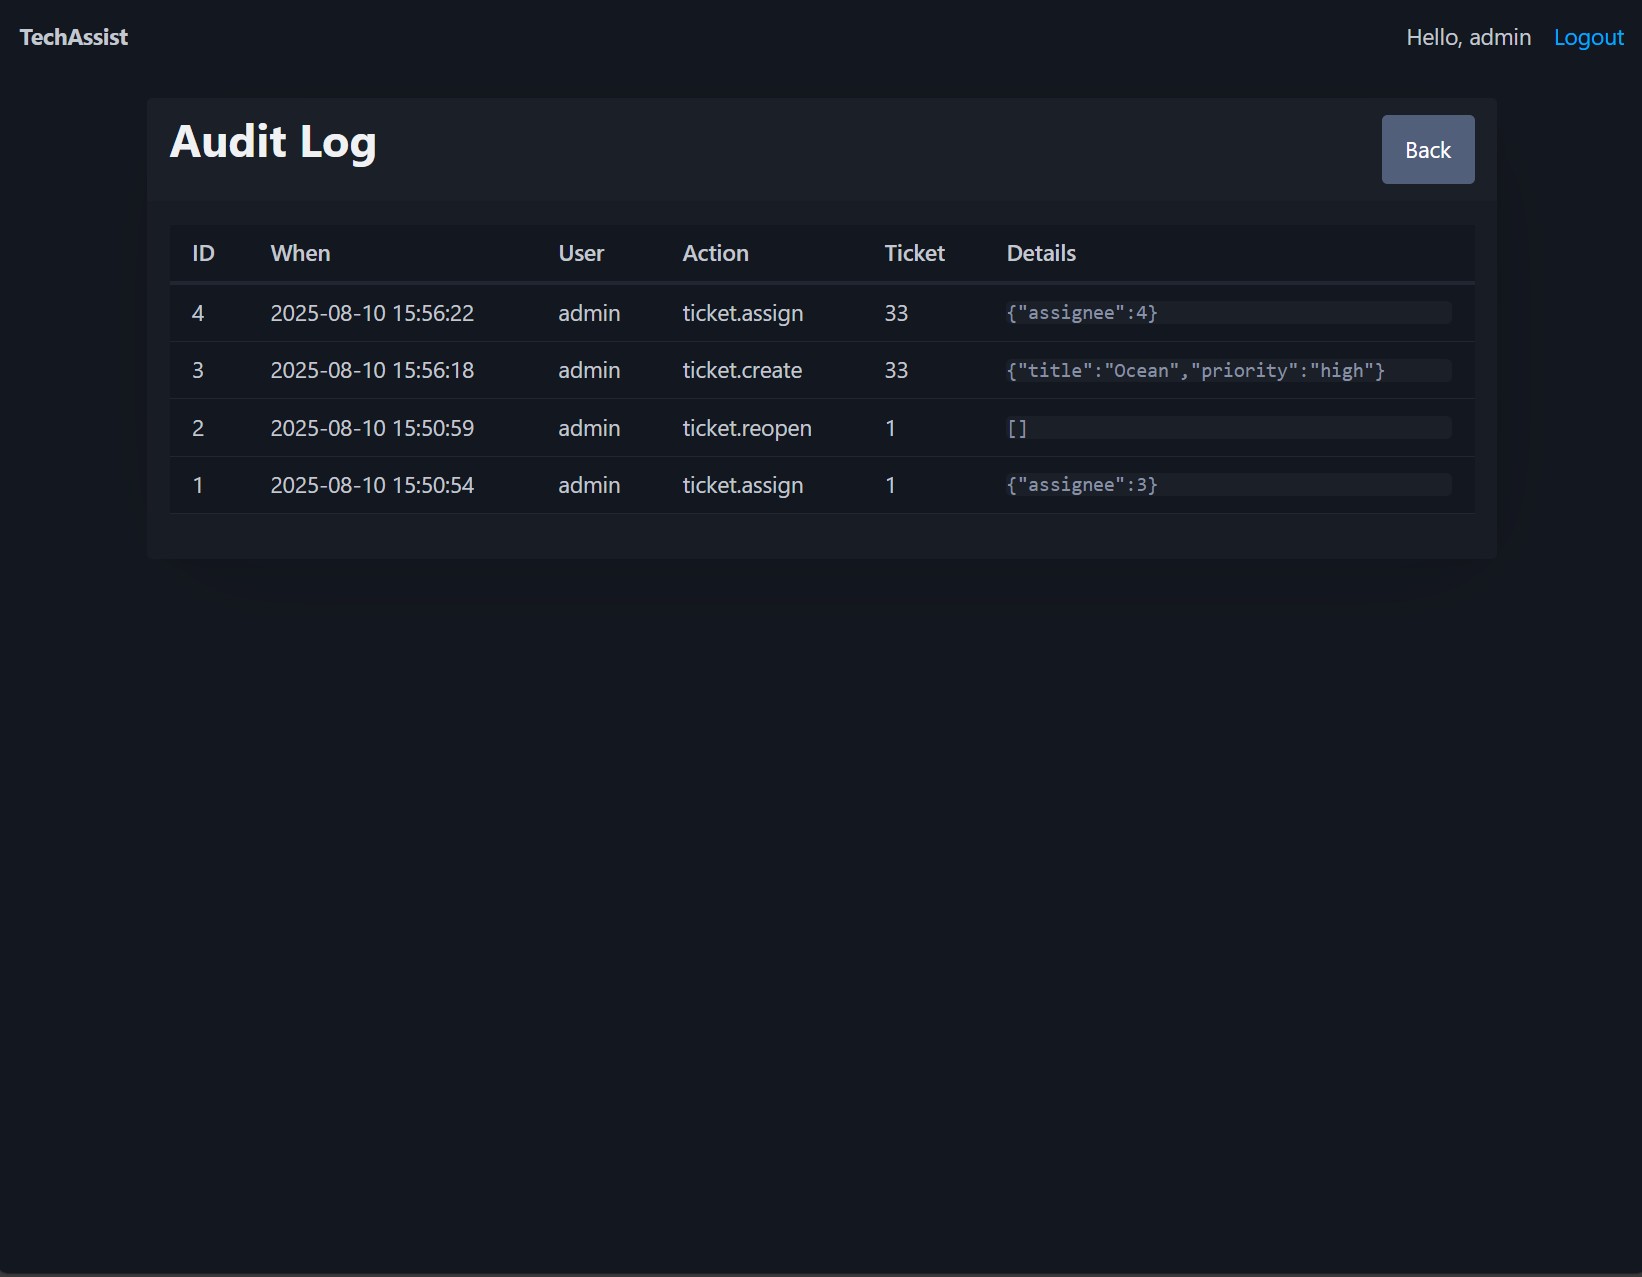 TechAssist
Hello, admin Logout
Audit Log
Back
ID When User Action Ticket Details
4 2025-08-10 15:56:22 admin ticket.assign 33 {"assignee":4}
3 2025-08-10 15:56:18 admin ticket.create 33 {"title":"Ocean","priority":"high"}
2 2025-08-10 15:50:59 admin ticket.reopen 1 []
1 2025-08-10 15:50:54 admin ticket.assign 1 {"assignee":3}